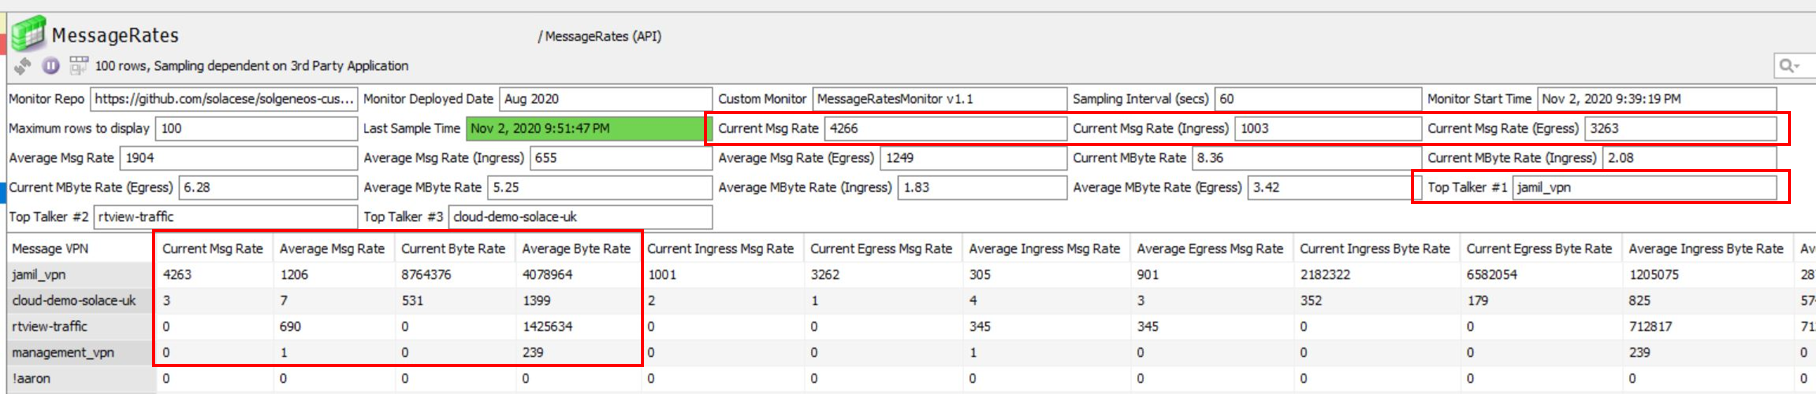 MessageRates / MessageRates (API)
100 rows, Sampling dependent on 3rd Party Application
Monitor Repo https://github.com/solacese/solgeneos-cus... Monitor Deployed Date Aug 2020 Custom Monitor MessageRatesMonitor v1.1 Sampling Interval (secs) 60 Monitor Start Time Nov 2, 2020 9:39:19 PM
Maximum rows to display 100 Last Sample Time Nov 2, 2020 9:51:47 PM Current Msg Rate 4266 Current Msg Rate (Ingress) 1003 Current Msg Rate (Egress) 3263
Average Msg Rate 1904 Average Msg Rate (Ingress) 655 Average Msg Rate (Egress) 1249 Current MByte Rate 8.36 Current MByte Rate (Ingress) 2.08
Current MByte Rate (Egress) 6.28 Average MByte Rate 5.25 Average MByte Rate (Ingress) 1.83 Average MByte Rate (Egress) 3.42 Top Talker #1 jamil_vpn
Top Talker #2 rtview-traffic Top Talker #3 cloud-demo-solace-uk
Message VPN Current Msg Rate Average Msg Rate Current Byte Rate Average Byte Rate Current Ingress Msg Rate Current Egress Msg Rate Average Ingress Msg Rate Average Egress Msg Rate Current Ingress Byte Rate Current Egress Byte Rate Average Ingress Byte Rate Av
jamil_vpn 4263 1206 8764376 4078964 1001 3262 305 901 2182322 6582054 1205075 28
cloud-demo-solace-uk 3 7 531 1399 2 1 4 3 352 179 825 574
rtview-traffic 0 690 0 1425634 0 0 345 345 0 0 712817 71
management_vpn 0 1 0 239 0 0 1 0 0 0 239 0
!aaron 0 0 0 0 0 0 0 0 0 0 0 0